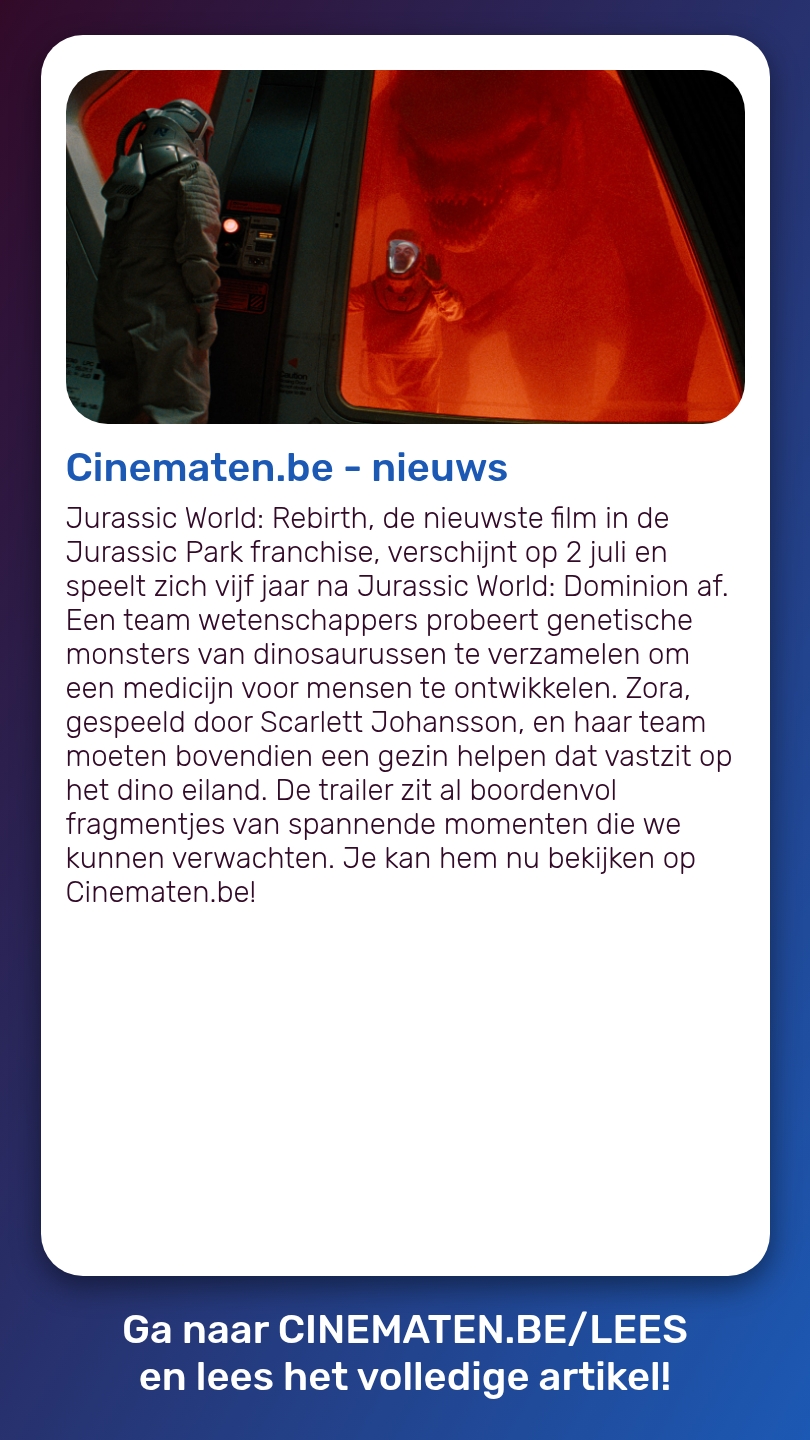 Caution
Cinematen.be - nieuws
Jurassic World: Rebirth, de nieuwste film in de
Jurassic Park franchise, verschijnt op 2 juli en
speelt zich vijf jaar na Jurassic World: Dominion af.
Een team wetenschappers probeert genetische
monsters van dinosaurussen te verzamelen om
een medicijn voor mensen te ontwikkelen. Zora,
gespeeld door Scarlett Johansson, en haar team
moeten bovendien een gezin helpen dat vastzit op
het dino eiland. De trailer zit al boordenvol
fragmentjes van spannende momenten die we
kunnen verwachten. Je kan hem nu bekijken op
Cinematen.be!
Ga naar CINEMATEN.BE/LEES
en lees het volledige artikel!